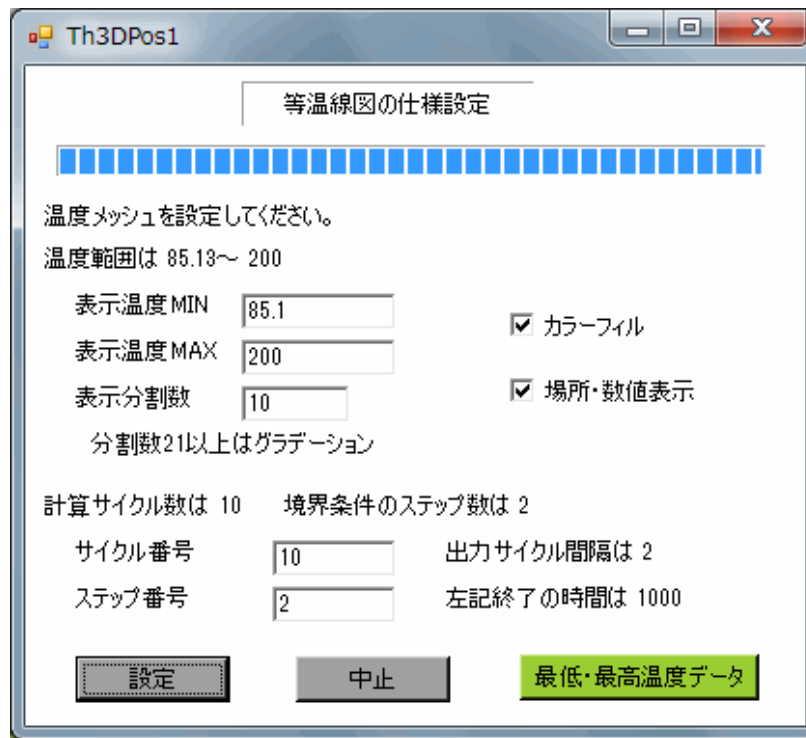 Th3DPos1
等温線図の仕様設定
温度メッシュを設定してください。
温度範囲は 85.13～ 200
表示温度MIN 85.1
カラーフィル
表示温度MAX 200
表示分割数 10
場所・数値表示
分割数21以上はグラデーション
計算サイクル数は 10 境界条件のステップ数は 2
サイクル番号 10 出力サイクル間隔は 2
ステップ番号 2 左記終了の時間は 1000
設定 中止 最低・最高温度データ